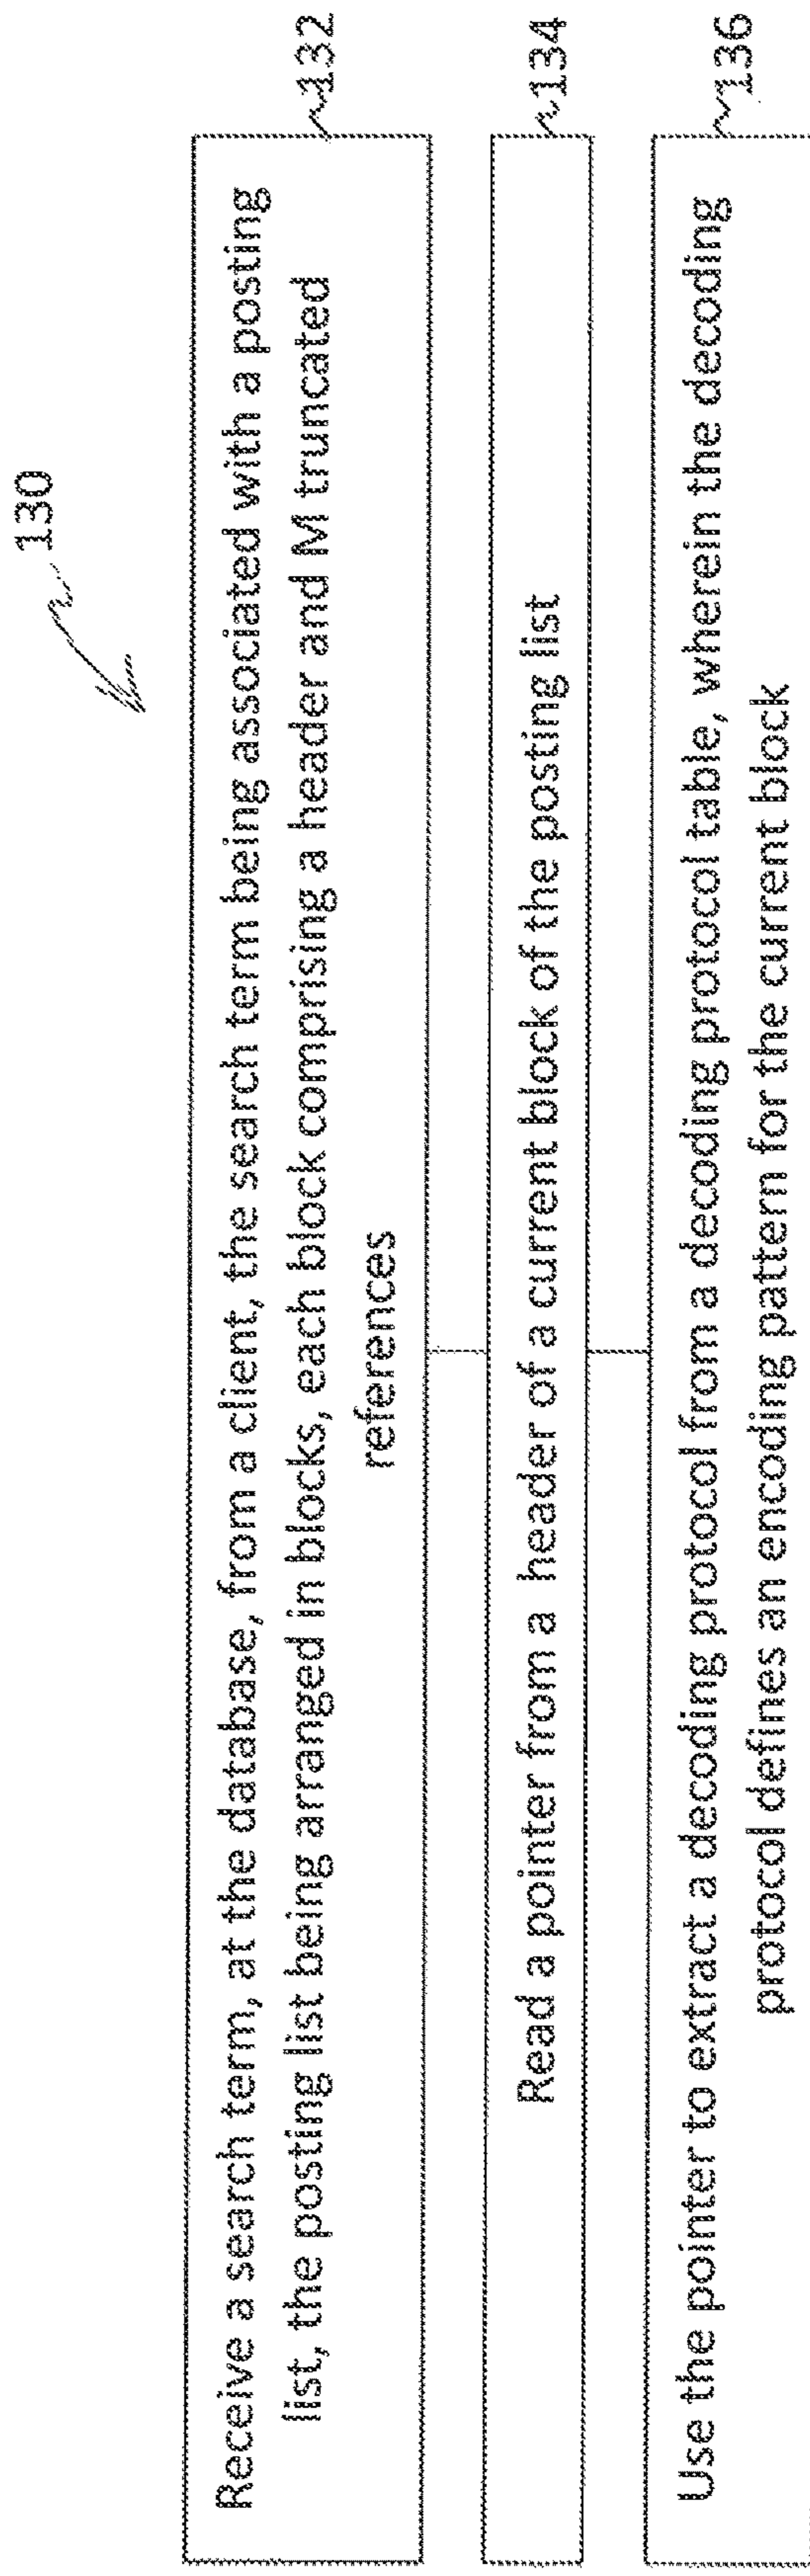 130
Receive a search term, at the database, from a client, the search term being associated with a posting
list, the posting list being arranged in blocks, each block comprising a header and M truncated
references
132
Read a pointer from a header of a current block of the posting list
134
Use the pointer to extract a decoding protocol from a decoding protocol table, wherein the decoding
protocol defines an encoding pattern for the current block
136